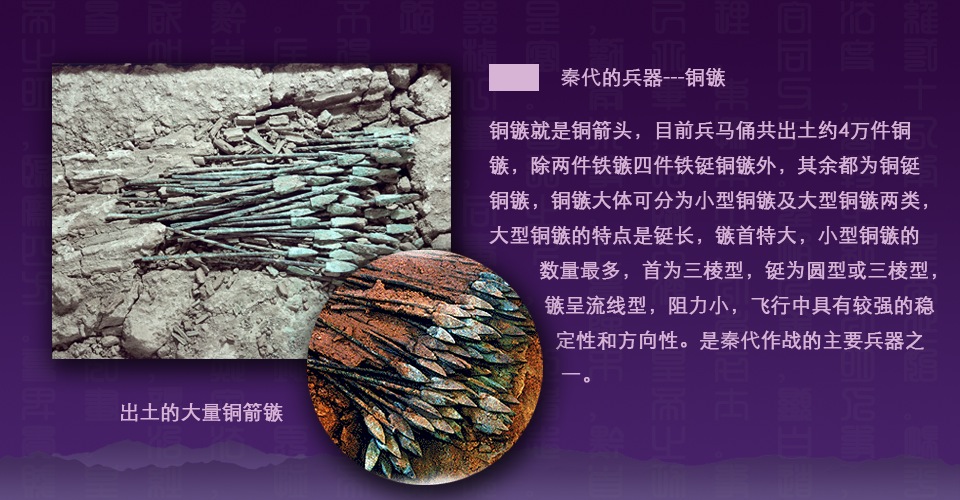 秦代的兵器---铜镞
铜镞就是铜箭头，目前兵马俑共出土约4万件铜
镞，除两件铁镞四件铁铤铜镞外，其余都为铜铤
铜镞，铜镞大体可分为小型铜镞及大型铜镞两类，
大型铜镞的特点是铤长，镞首特大，小型铜镞的
数量最多，首为三棱型，铤为圆型或三棱型，
镞呈流线型，阻力小，飞行中具有较强的稳
定性和方向性。是秦代作战的主要兵器之
一。
出土的大量铜箭镞